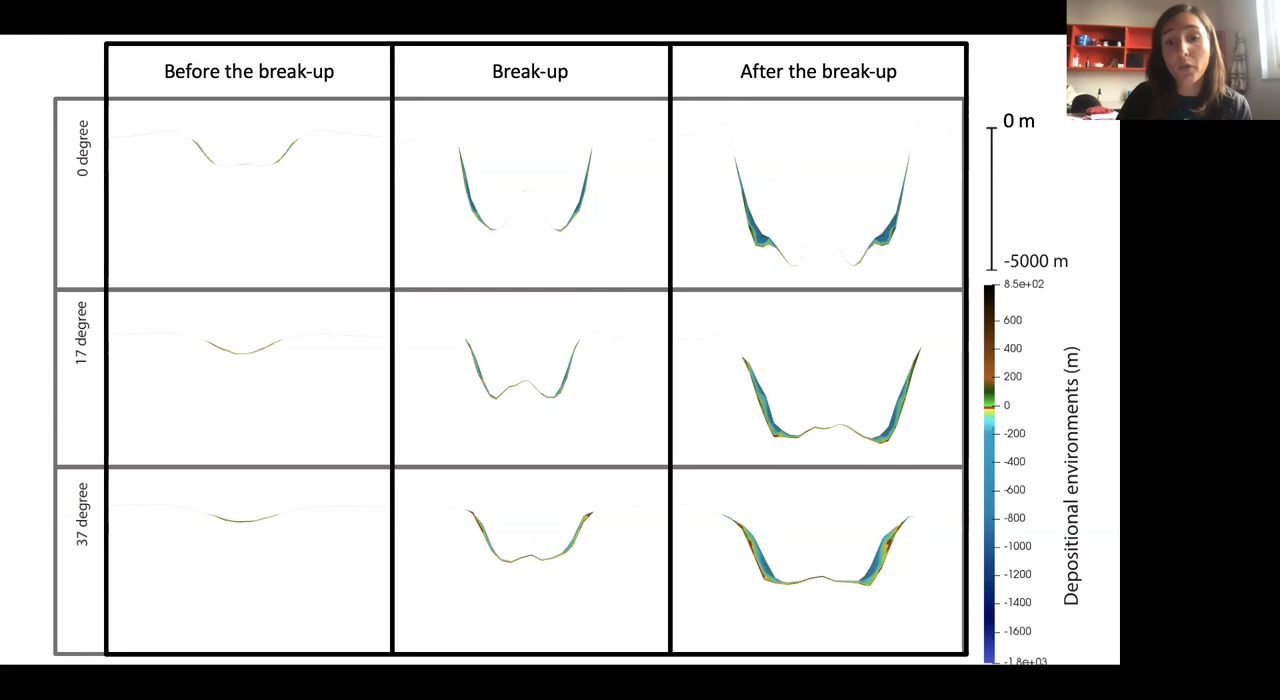 Before the break-up
Break-up
After the break-up
0 degree
17 degree
37 degree
0 m
-5000 m
8.5e+02
600
400
200
0
-200
-400
-600
-800
-1000
-1200
-1400
-1600
-1.8e+03
Depositional environments (m)